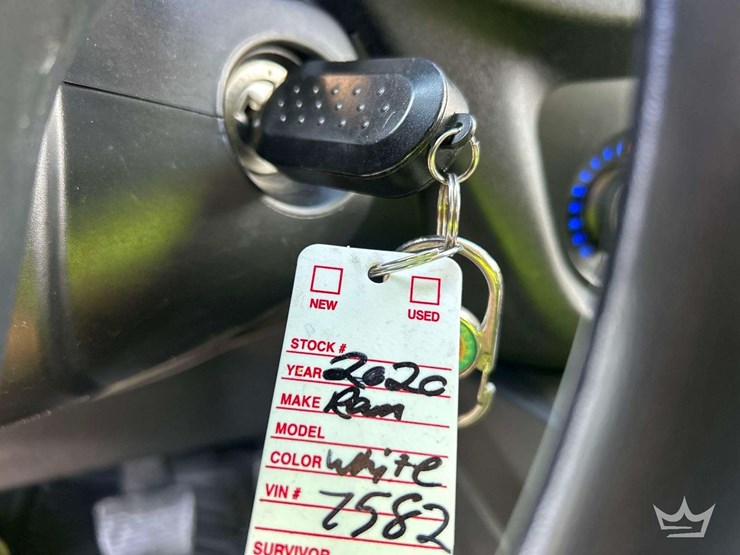 NEW USED
STOCK #
YEAR 2020
MAKE Ram
MODEL
COLOR white
VIN # 7582
SURVIVOR